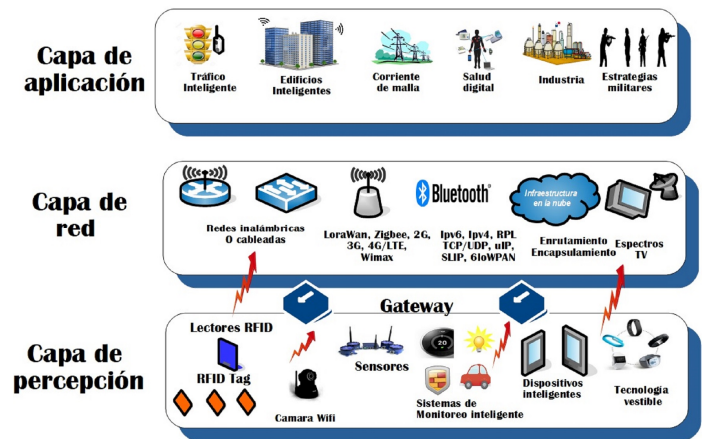 Capa de
aplicación
Tráfico
Inteligente
Edificios
Inteligentes
Corriente
de malla
Salud
digital
Industria
Estrategias
militares
Capa de
red
Redes inalámbricas
O cableadas
LoraWan, Zigbee, 2G,
3G, 4G/LTE,
Wimax
Bluetooth®
Ipv6, Ipv4, RPL
TCP/UDP, uIP,
SLIP, 6loWPAN
Infraestructura
en la nube
Enrutamiento
Encapsulamiento
Espectros
TV
Gateway
Capa de
percepción
Lectores RFID
RFID Tag
Camara Wifi
Sensores
20
Sistemas de
Monitoreo inteligente
Dispositivos
inteligentes
Tecnología
vestible